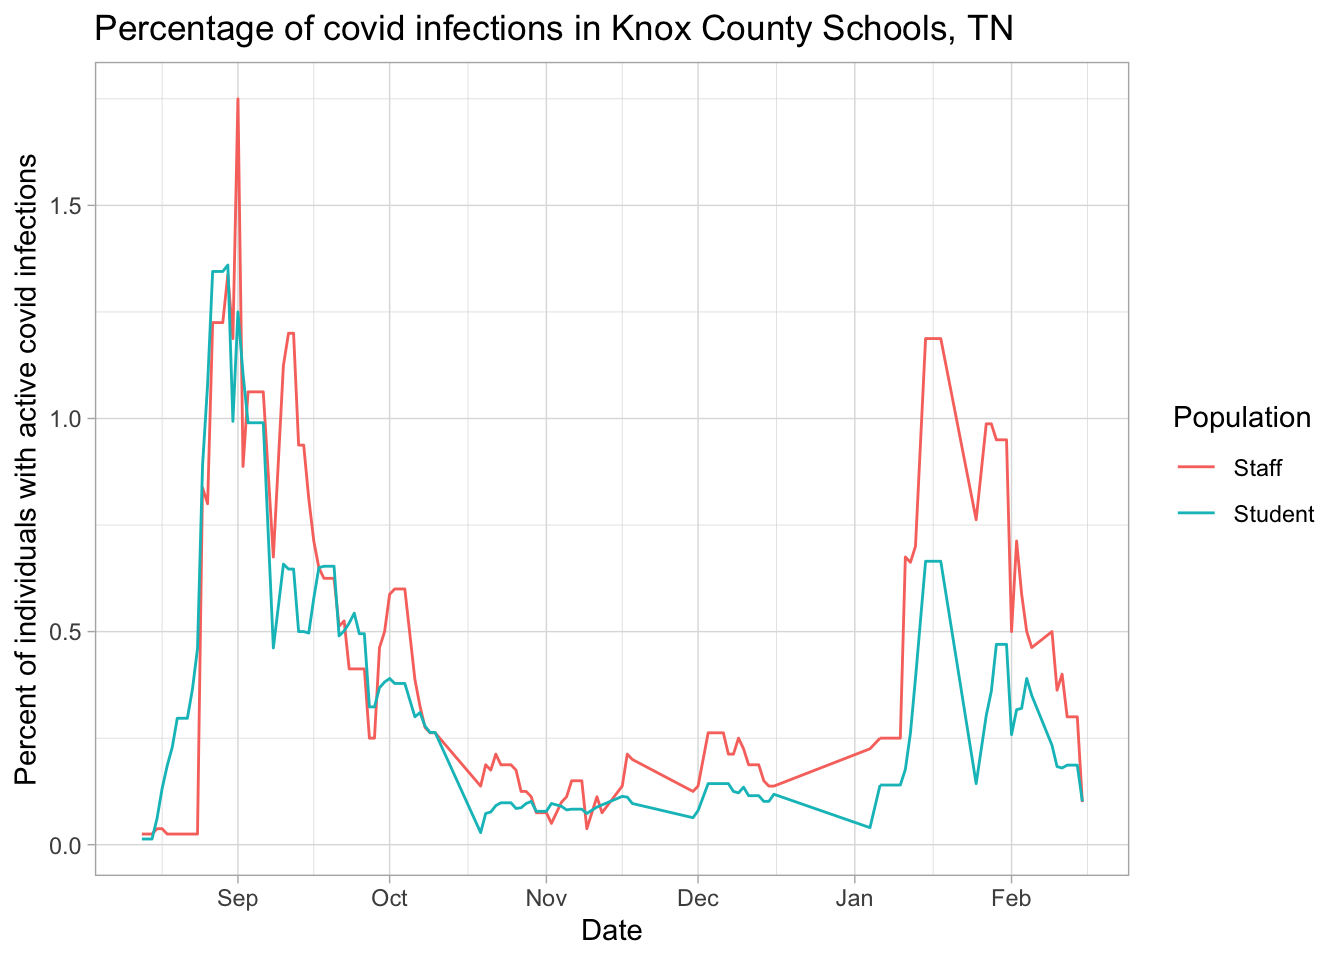 Percentage of covid infections in Knox County Schools, TN
Percent of individuals with active covid infections
1.5
1.0
0.5
0.0
Sep Oct Nov Dec Jan Feb
Date
Population
Staff
Student